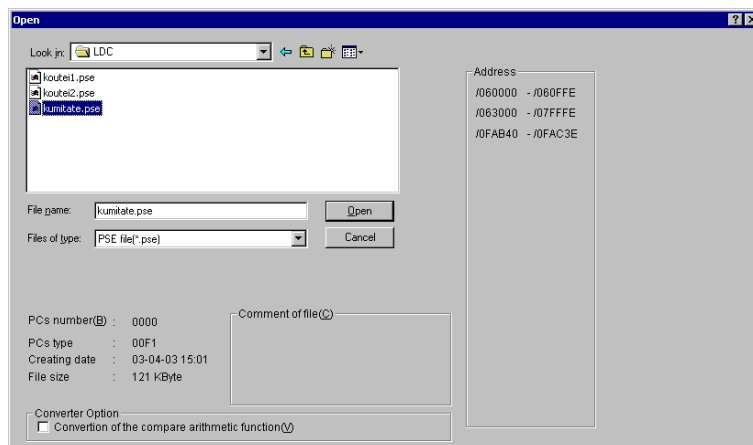 Open
Look in: LDC
koutei1.pse
koutei2.pse
kumitate.pse
File name: kumitate.pse Open
Files of type: PSE file(*.pse) Cancel
Address
/060000 - /060FFE
/063000 - /07FFFE
/0FAB40 - /0FAC3E
PCs number(B) : 0000
PCs type : 00F1
Creating date : 03-04-03 15:01
File size : 121 KByte
Comment of file(C)
Converter Option
Convertion of the compare arithmetic function(V)